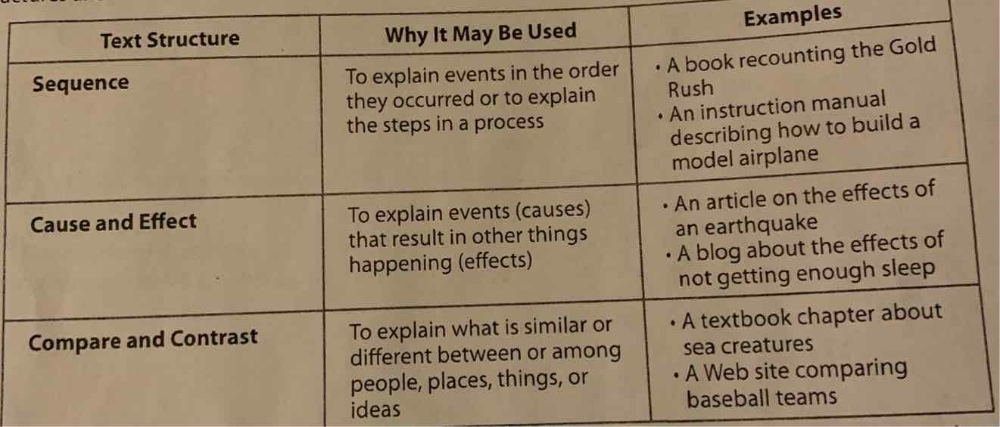 Text Structure
Why It May Be Used
Examples
Sequence
To explain events in the order
they occurred or to explain
the steps in a process
• A book recounting the Gold
Rush
• An instruction manual
describing how to build a
model airplane
Cause and Effect
To explain events (causes)
that result in other things
happening (effects)
• An article on the effects of
an earthquake
• A blog about the effects of
not getting enough sleep
Compare and Contrast
To explain what is similar or
different between or among
people, places, things, or
ideas
• A textbook chapter about
sea creatures
• A Web site comparing
baseball teams